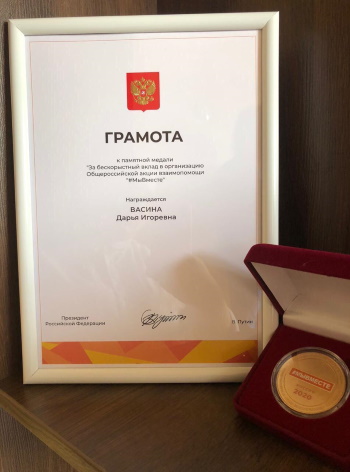 ГРАМОТА
к памятной медали
"За бескорыстный вклад в организацию
Общероссийской акции взаимопомощи
"#МыВместе"
Награждается
ВАСИНА
Дарья Игоревна
Президент
Российской Федерации
В. Путин
#МЫВМЕСТЕ
2020